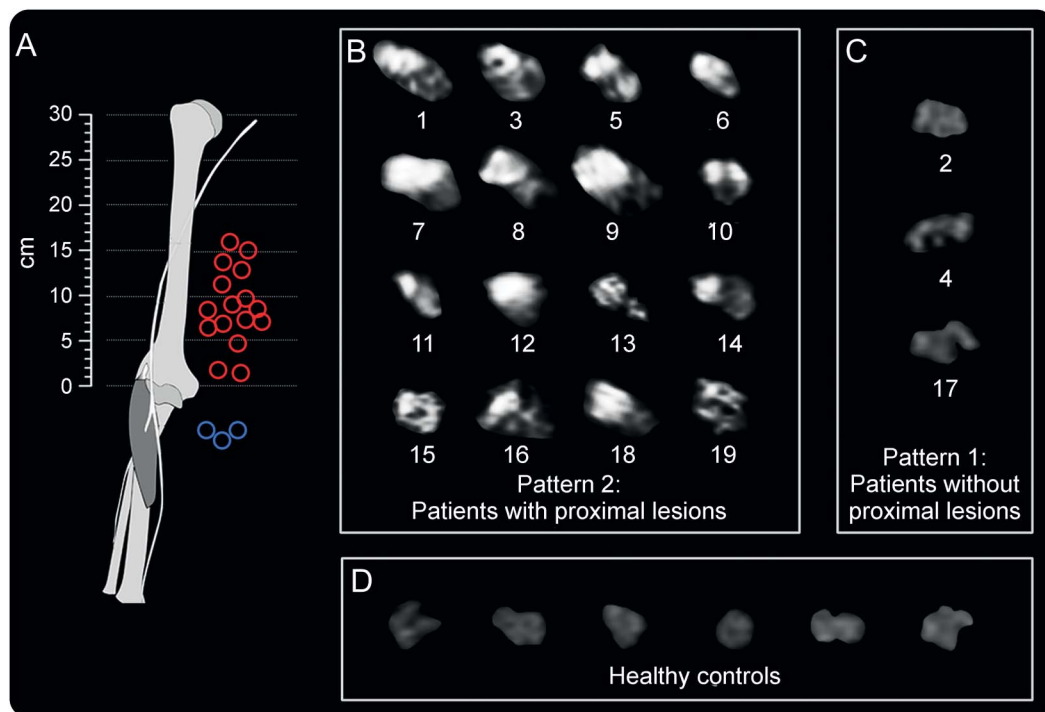 A
30
25
20
15
10
5
0
cm
B
1 3 5 6
7 8 9 10
11 12 13 14
15 16 18 19
Pattern 2:
Patients with proximal lesions
C
2
4
17
Pattern 1:
Patients without
proximal lesions
D
Healthy controls